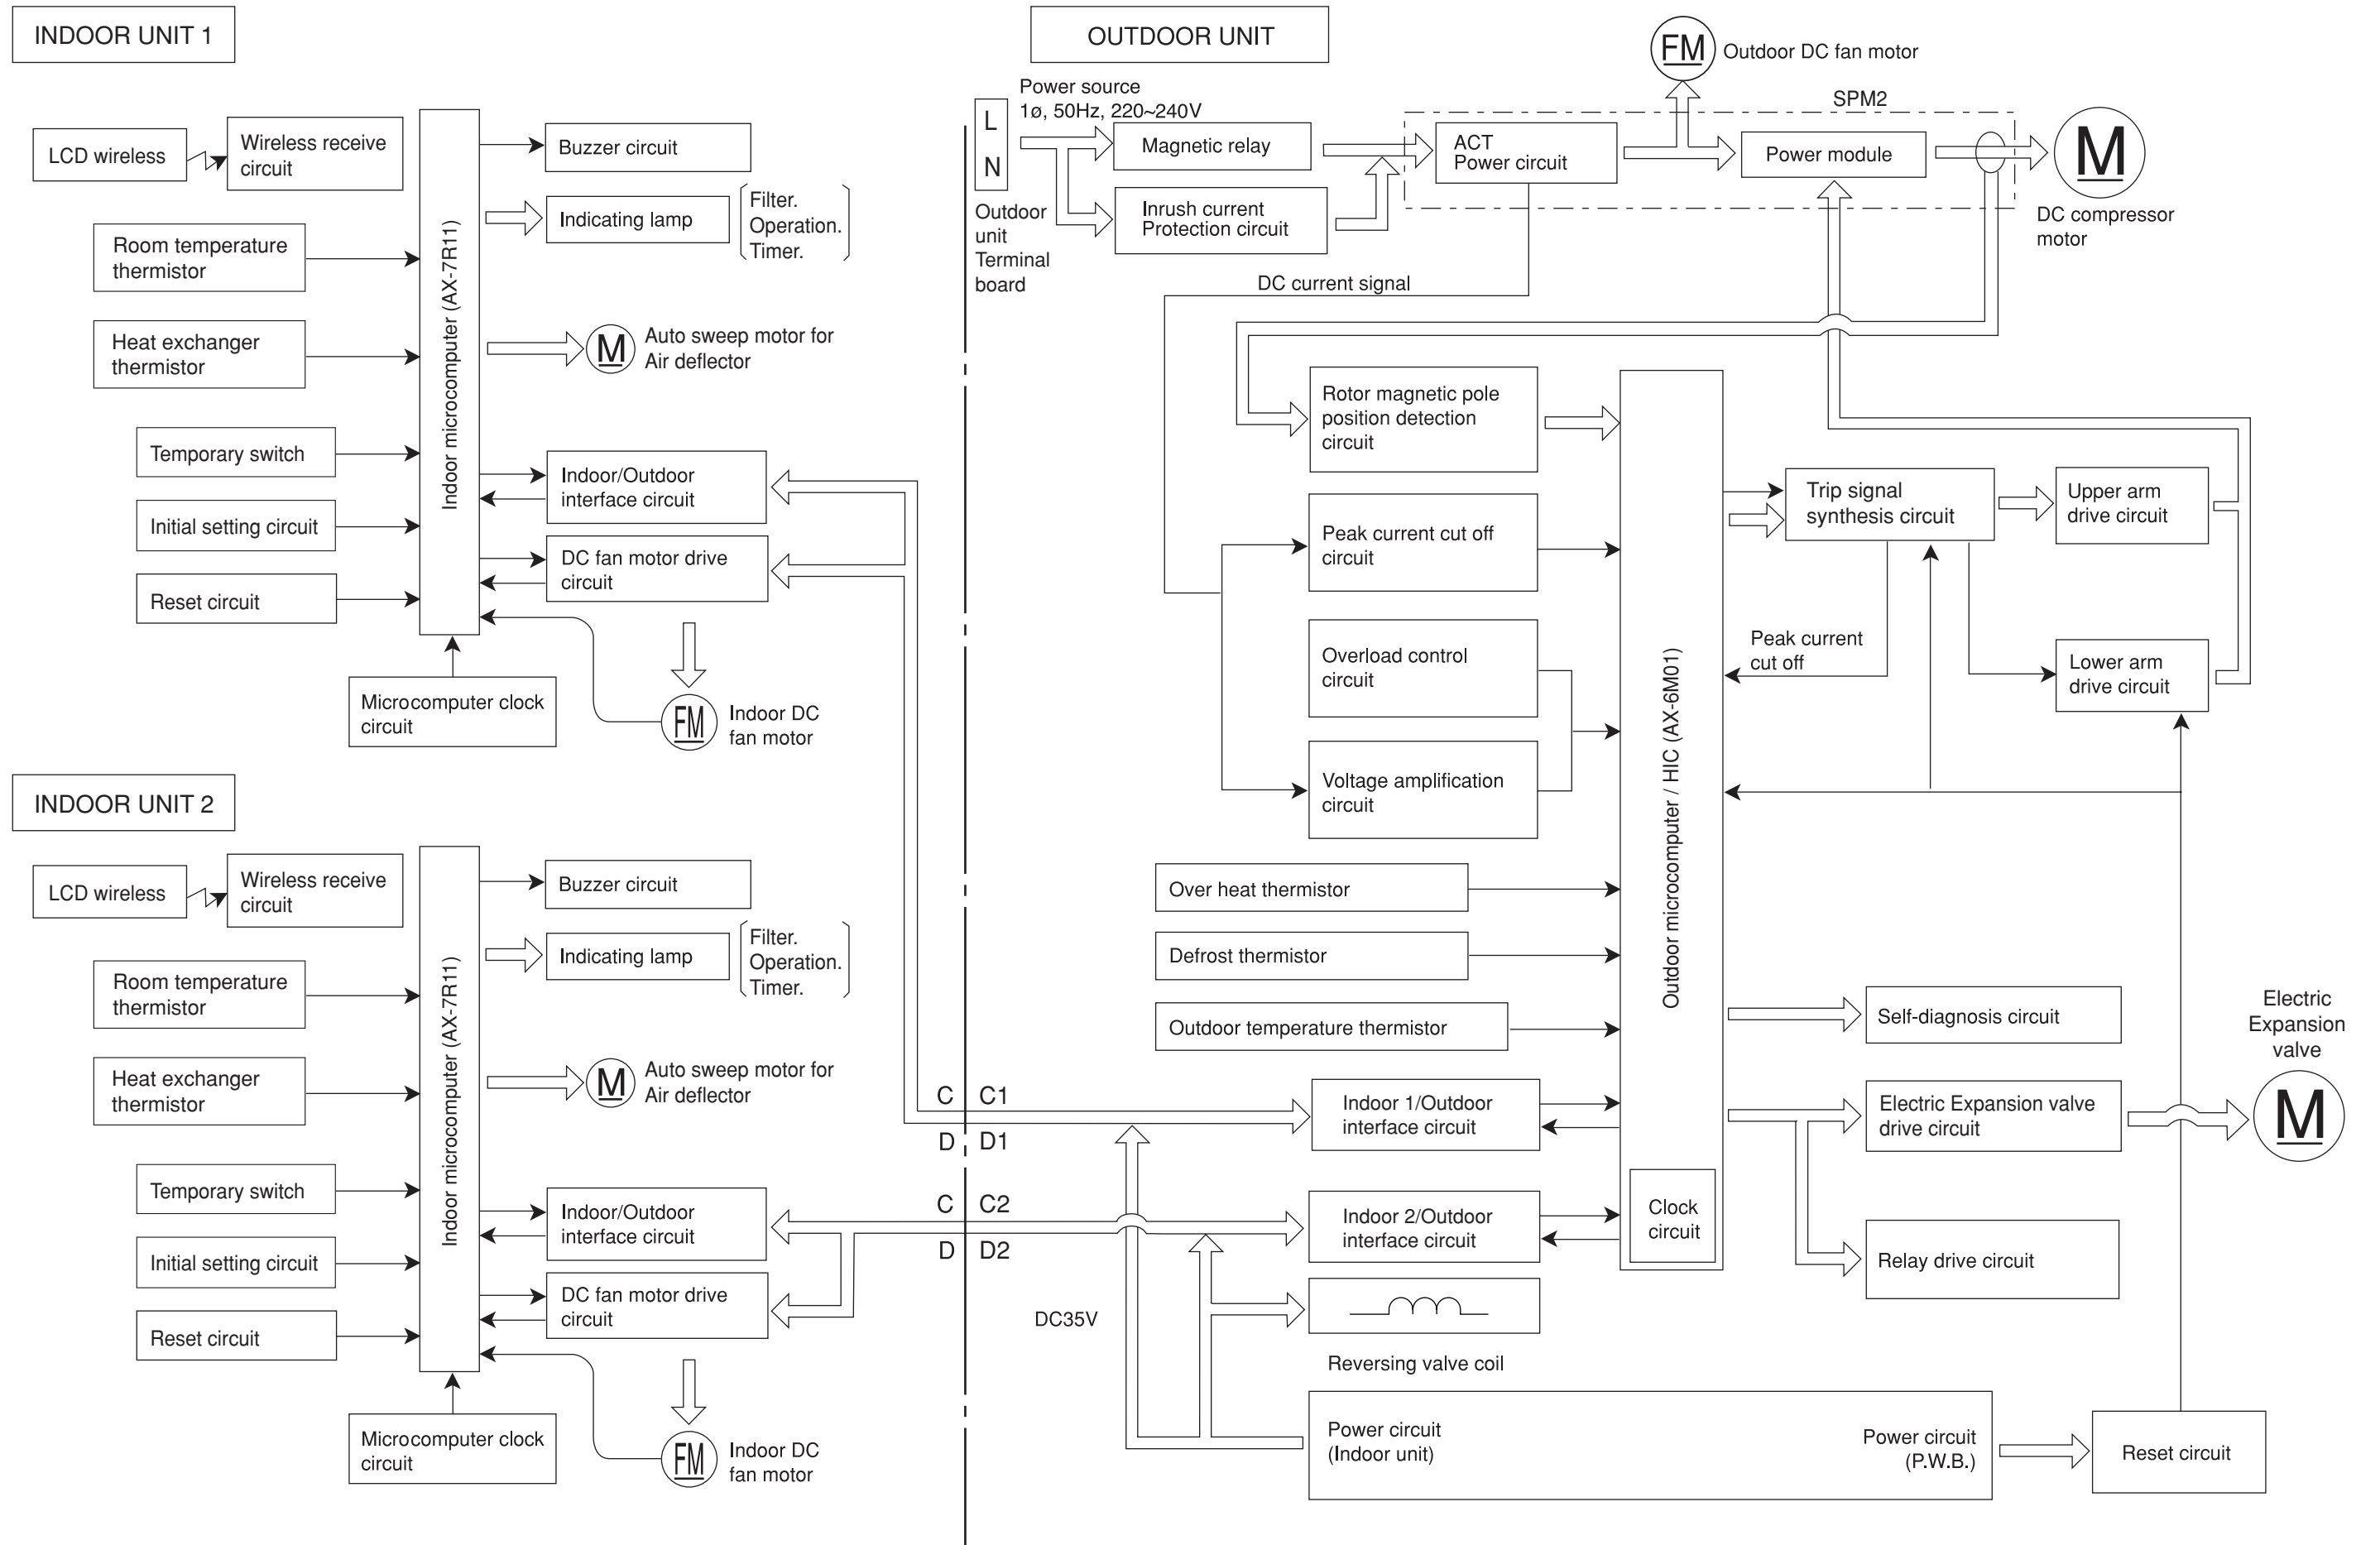 INDOOR UNIT 1
LCD wireless
Wireless receive
circuit
Room temperature
thermistor
Heat exchanger
thermistor
Temporary switch
Initial setting circuit
Reset circuit
Indoor microcomputer (AX-7R11)
Microcomputer clock
circuit
Buzzer circuit
Indicating lamp
Filter.
Operation.
Timer.
M
Auto sweep motor for
Air deflector
Indoor/Outdoor
interface circuit
DC fan motor drive
circuit
FM
Indoor DC
fan motor
INDOOR UNIT 2
LCD wireless
Wireless receive
circuit
Room temperature
thermistor
Heat exchanger
thermistor
Temporary switch
Initial setting circuit
Reset circuit
Indoor microcomputer (AX-7R11)
Microcomputer clock
circuit
Buzzer circuit
Indicating lamp
Filter.
Operation.
Timer.
M
Auto sweep motor for
Air deflector
Indoor/Outdoor
interface circuit
DC fan motor drive
circuit
FM
Indoor DC
fan motor
C C1
D D1
C C2
D D2
OUTDOOR UNIT
Power source
1ø, 50Hz, 220~240V
L
N
Outdoor
unit
Terminal
board
Magnetic relay
Inrush current
Protection circuit
ACT
Power circuit
FM
Outdoor DC fan motor
SPM2
Power module
M
DC compressor
motor
DC current signal
Rotor magnetic pole
position detection
circuit
Peak current cut off
circuit
Overload control
circuit
Voltage amplification
circuit
Over heat thermistor
Defrost thermistor
Outdoor temperature thermistor
Indoor 1/Outdoor
interface circuit
Indoor 2/Outdoor
interface circuit
Outdoor microcomputer / HIC (AX-6M01)
Clock
circuit
Trip signal
synthesis circuit
Upper arm
drive circuit
Peak current
cut off
Lower arm
drive circuit
Self-diagnosis circuit
Electric Expansion valve
drive circuit
Electric
Expansion
valve
M
Relay drive circuit
DC35V
Reversing valve coil
Power circuit
(Indoor unit)
Power circuit
(P.W.B.)
Reset circuit